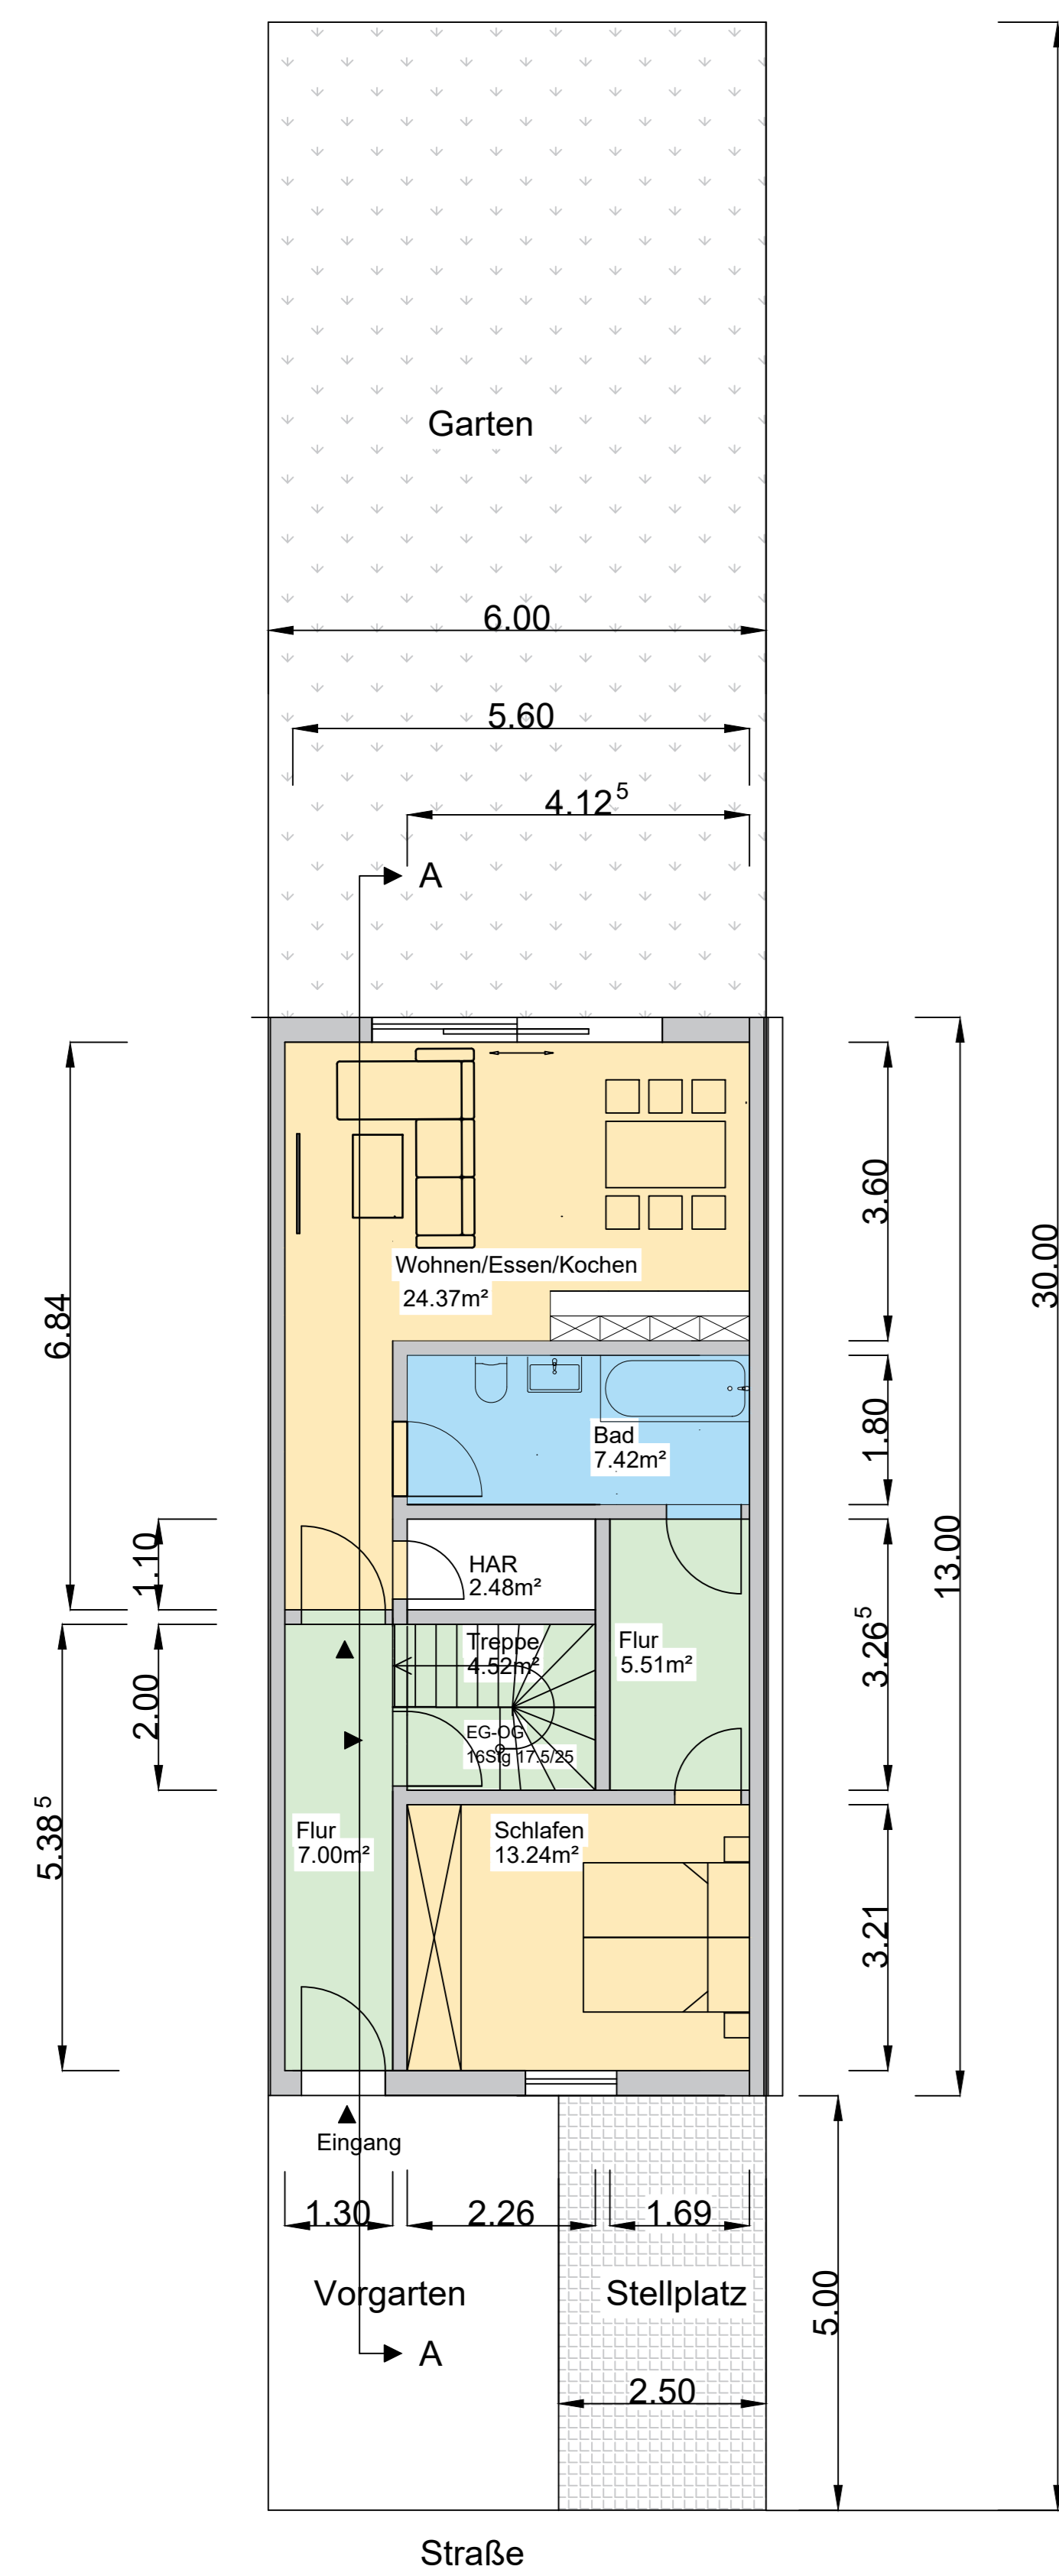 Garten
6.00
5.60
4.12⁵
A
3.60
30.00
Wohnen/Essen/Kochen
24.37m²
6.84
1.80
Bad
7.42m²
13.00
1.10
HAR
2.48m²
3.26⁵
Treppe
4.52m²
Flur
5.51m²
2.00
EG-OG
16Stg 17.5/25
5.38⁵
Flur
7.00m²
Schlafen
13.24m²
3.21
Eingang
1.30
2.26
1.69
Vorgarten
Stellplatz
5.00
A
2.50
Straße